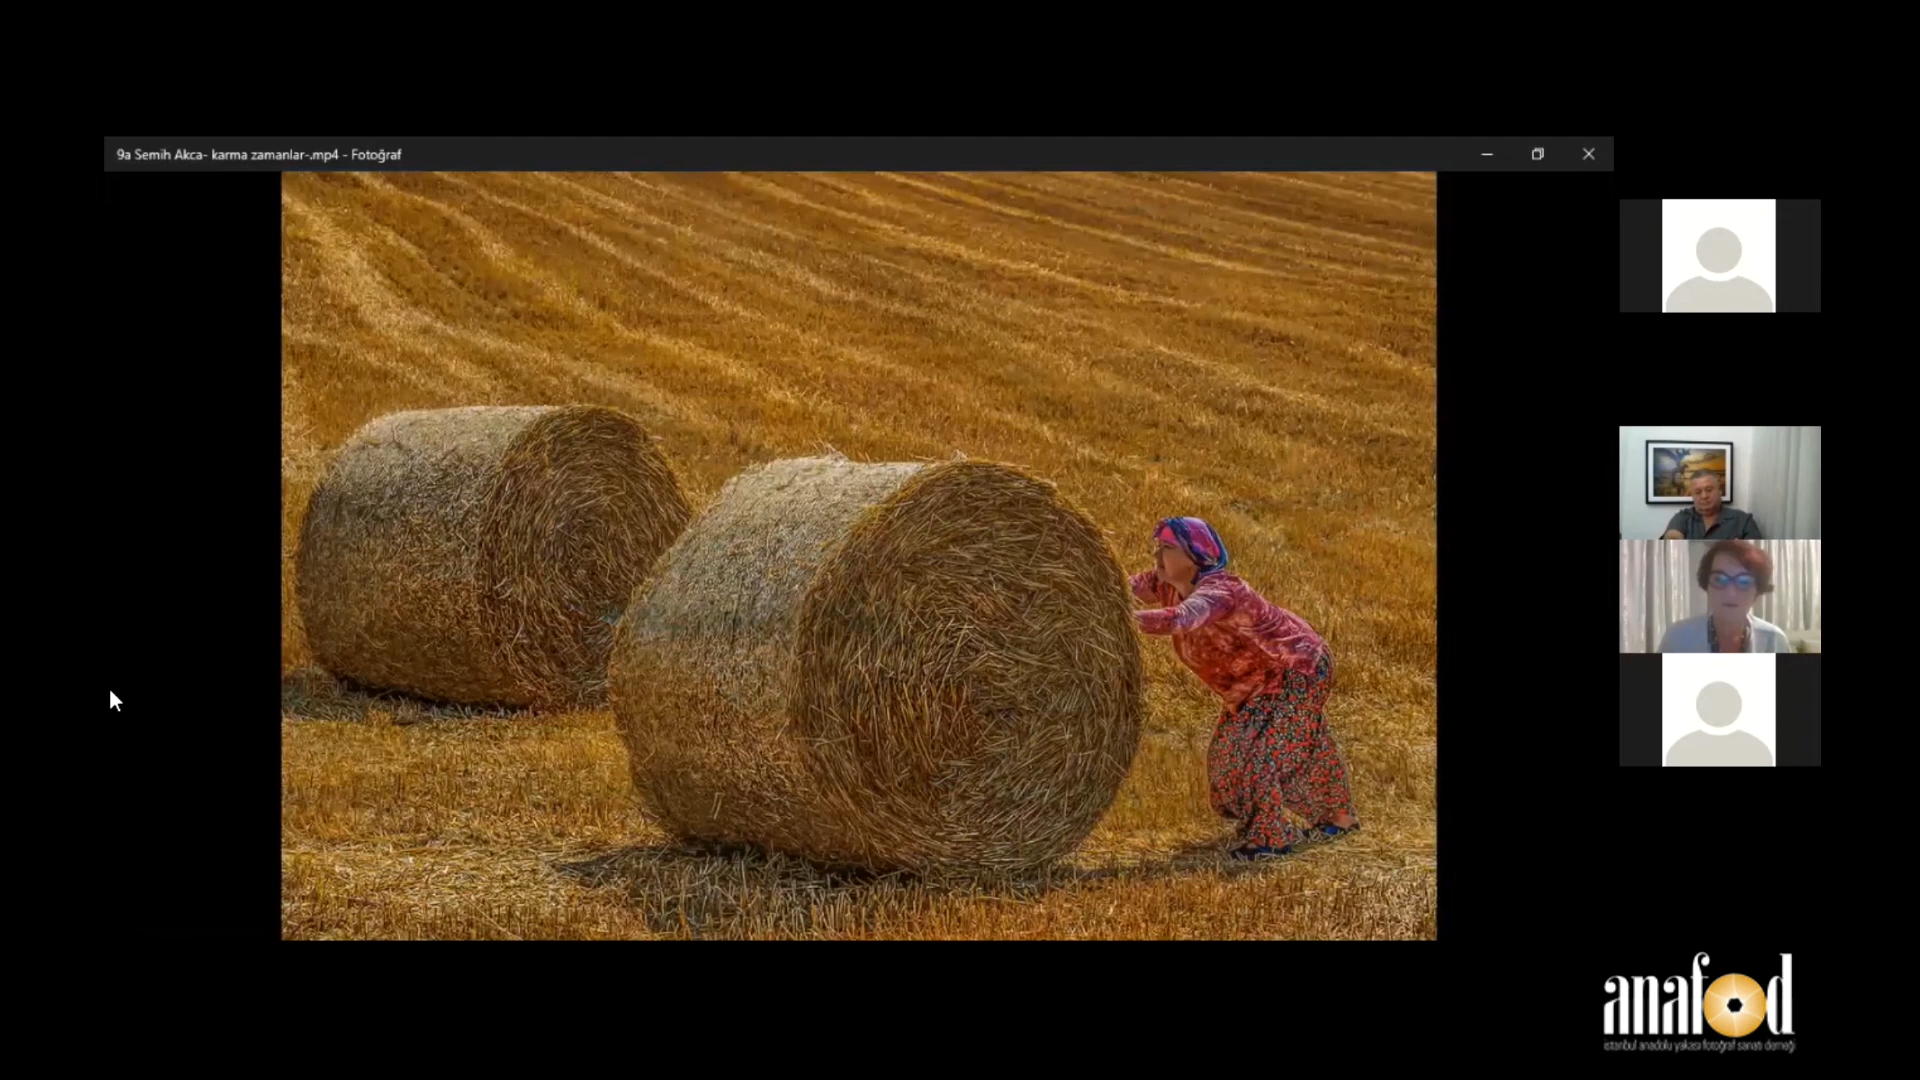 9a Semih Akca- karma zamanlar-.mp4 - Fotoğraf
anafod
istanbul anadolu yakası fotoğraf sanatı derneği